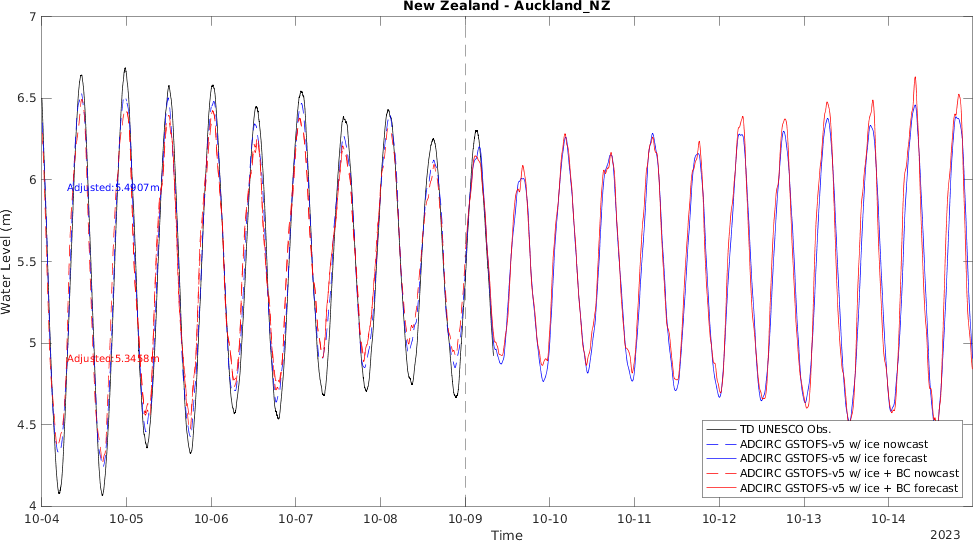 New Zealand - Auckland_NZ
7
6.5
6
5.5
5
4.5
4
Water Level (m)
Adjusted:5.4907m
Adjusted:5.3458m
TD UNESCO Obs.
ADCIRC GSTOFS-v5 w/ ice nowcast
ADCIRC GSTOFS-v5 w/ ice forecast
ADCIRC GSTOFS-v5 w/ ice + BC nowcast
ADCIRC GSTOFS-v5 w/ ice + BC forecast
10-04 10-05 10-06 10-07 10-08 10-09 10-10 10-11 10-12 10-13 10-14
Time
2023